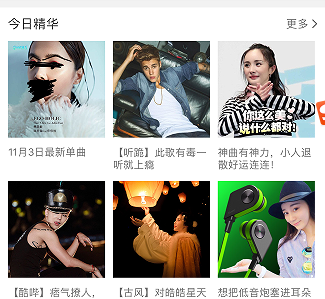 今日精华
更多
你这么美
说什么都对!
11月3日最新单曲
【听跪】此歌有毒一
听就上瘾
神曲有神力，小人退
散好运连连！
【酷哔】痞气撩人，
【古风】对皓皓星天
想把低音炮塞进耳朵